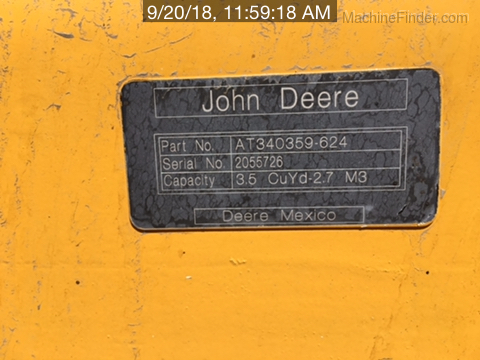 9/20/18, 11:59:18 AM
MachineFinder.com
John Deere
Part No. AT340359-624
Serial No. 2055726
Capacity 3.5 CuYd-2.7 M3
Deere Mexico